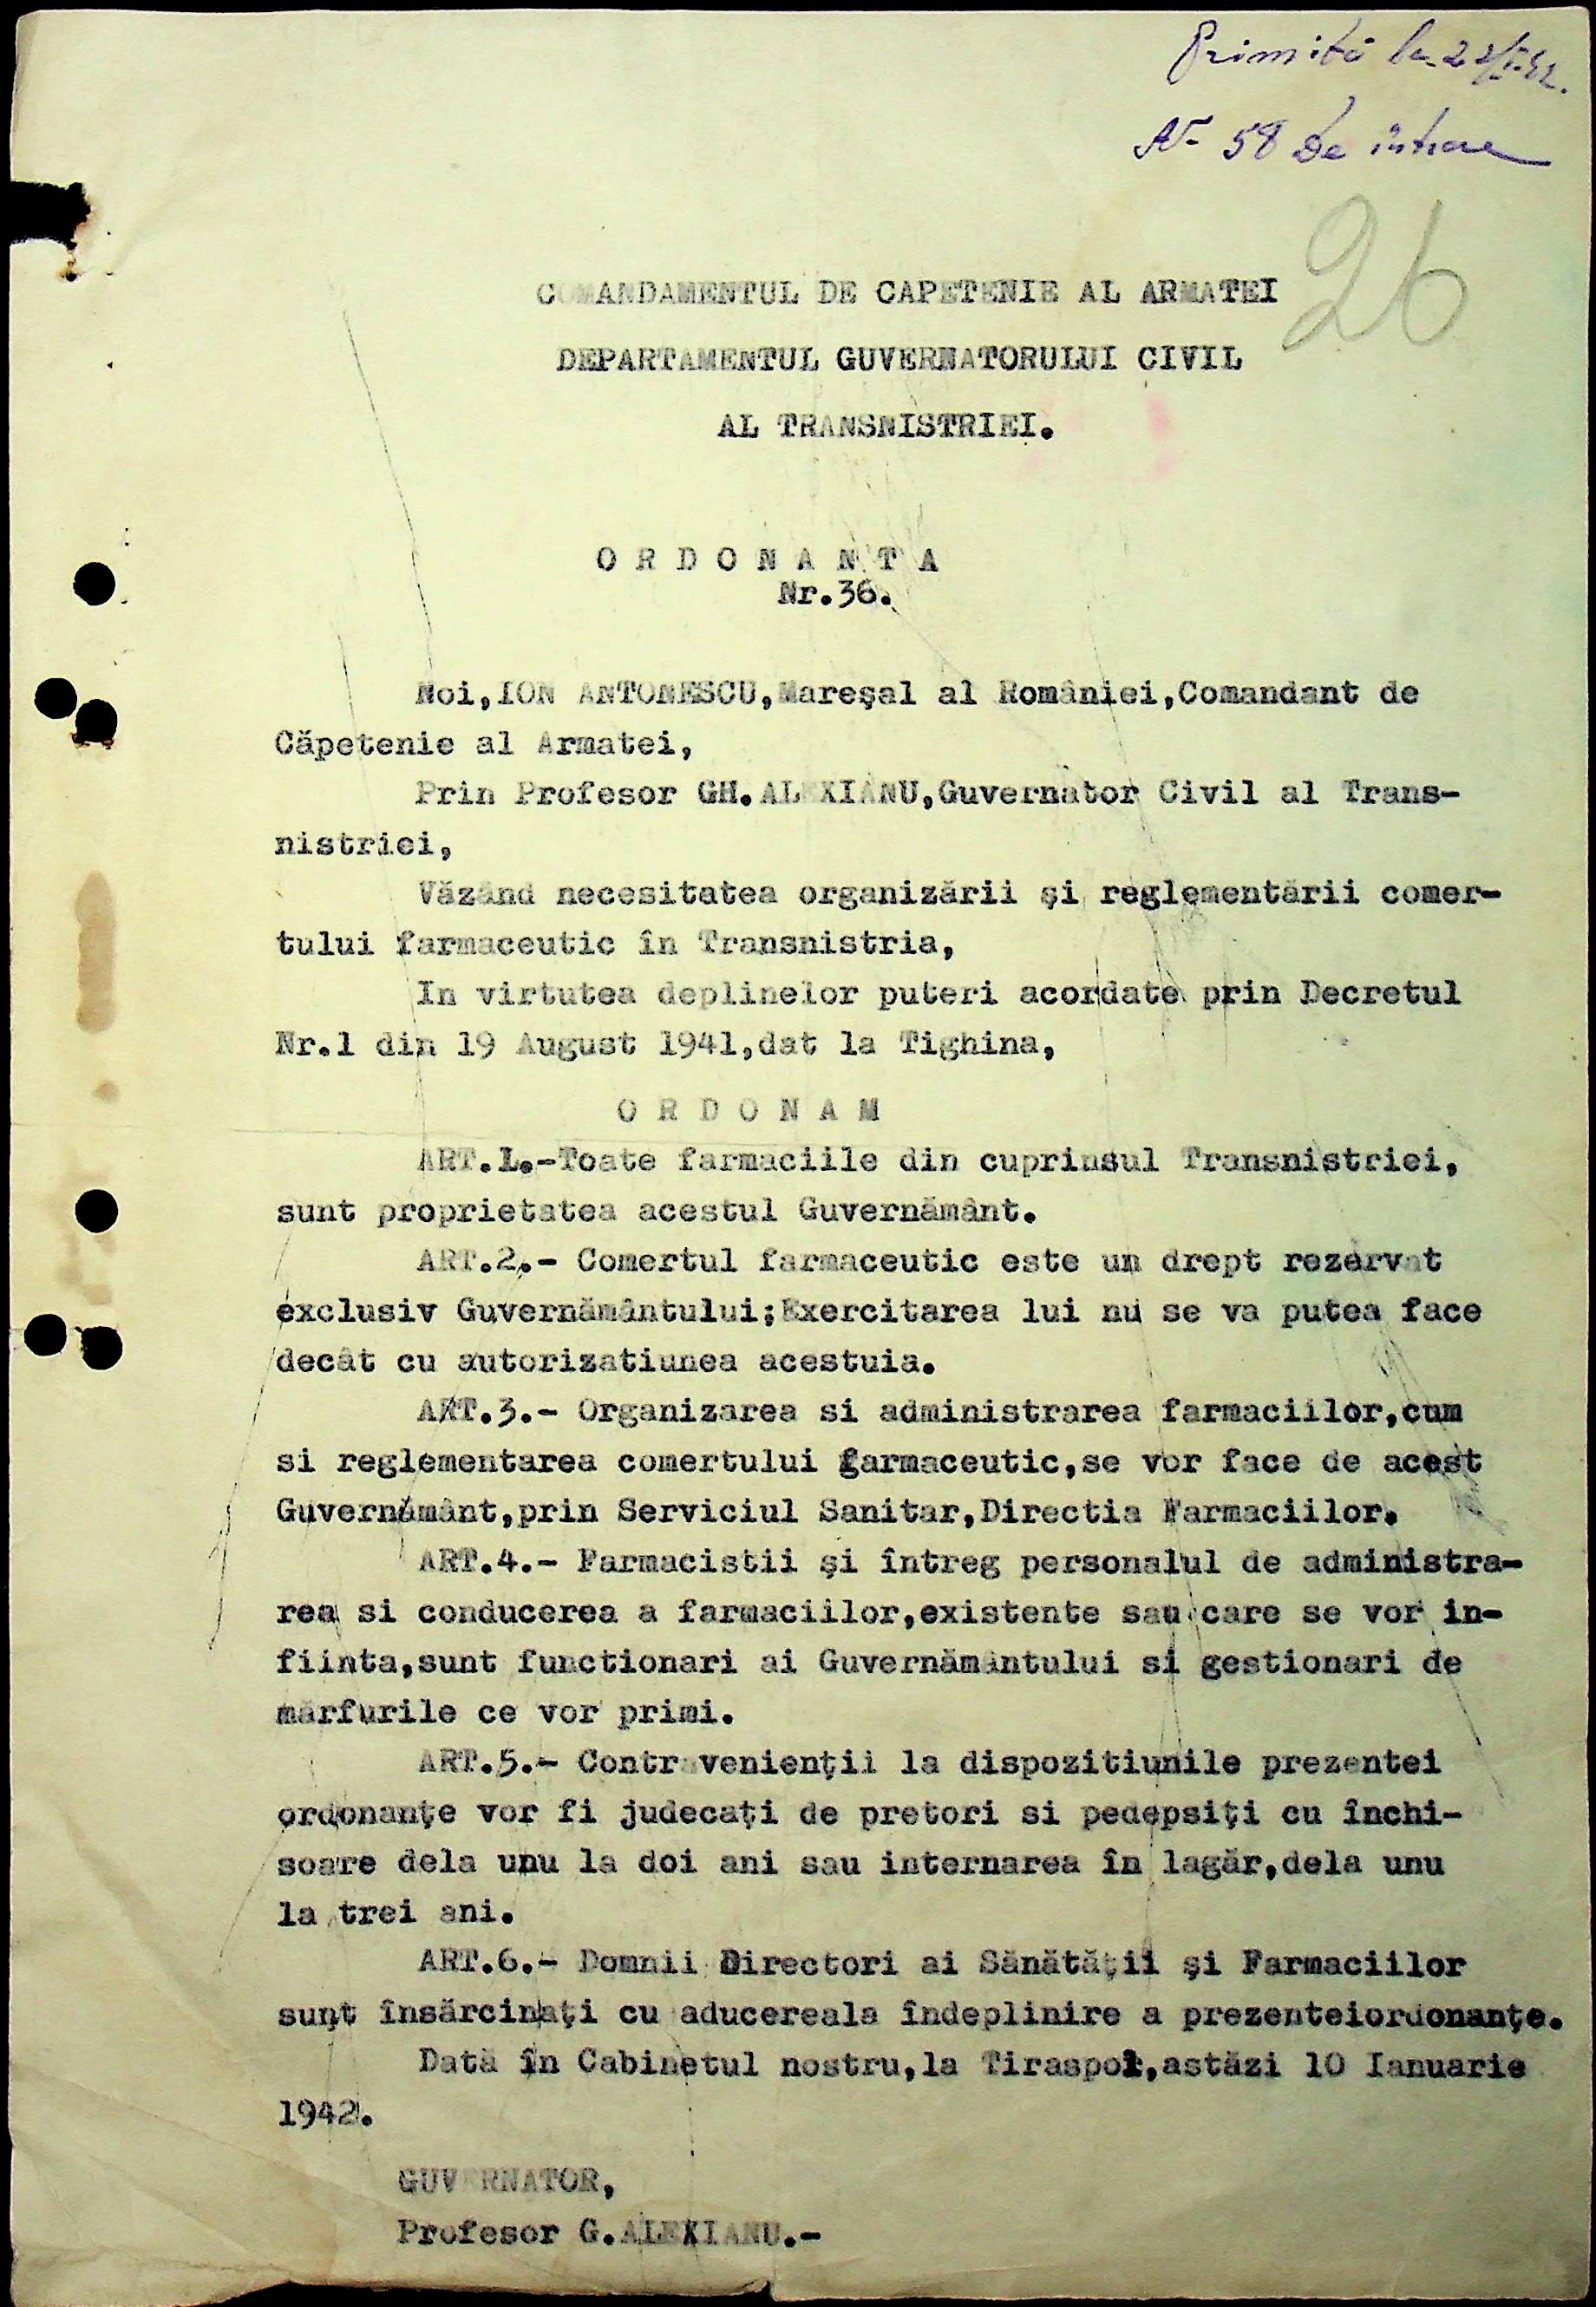 Primită la 22/I.42.
Nr 58 De intrare
26
COMANDAMENTUL DE CAPETENIE AL ARMATEI
DEPARTAMENTUL GUVERNATORULUI CIVIL
AL TRANSNISTRIEI.
O R D O N A N T A
Nr.36.
Noi,ION ANTONESCU,Mareşal al României,Comandant de
Căpetenie al Armatei,
Prin Profesor GH.ALEXIANU,Guvernator Civil al Trans-
nistriei,
Văzând necesitatea organizării şi reglementării comer-
tului farmaceutic în Transnistria,
In virtutea deplinelor puteri acordate prin Decretul
Nr.1 din 19 August 1941,dat la Tighina,
O R D O N A M
ART.1.-Toate farmaciile din cuprinsul Transnistriei,
sunt proprietatea acestul Guvernământ.
ART.2.- Comertul farmaceutic este un drept rezervat
exclusiv Guvernământului;Exercitarea lui nu se va putea face
decât cu autorizatiunea acestuia.
ART.3.- Organizarea si administrarea farmaciilor,cum
si reglementarea comertului farmaceutic,se vor face de acest
Guvernământ,prin Serviciul Sanitar,Directia Farmaciilor.
ART.4.- Farmacistii şi întreg personalul de administra-
rea si conducerea a farmaciilor,existente sau care se vor in-
fiinta,sunt functionari ai Guvernământului si gestionari de
mărfurile ce vor primi.
ART.5.- Contravenienţii la dispozitiunile prezentei
ordonanţe vor fi judecaţi de pretori si pedepsiţi cu închi-
soare dela unu la doi ani sau internarea în lagăr,dela unu
la trei ani.
ART.6.- Domnii Directori ai Sănătăţii şi Farmaciilor
sunt însărcinaţi cu aducereala îndeplinire a prezenteiordonanţe.
Dată în Cabinetul nostru,la Tiraspol,astăzi 10 Ianuarie
1942.
GUVERNATOR,
Profesor G.ALEXIANU.-